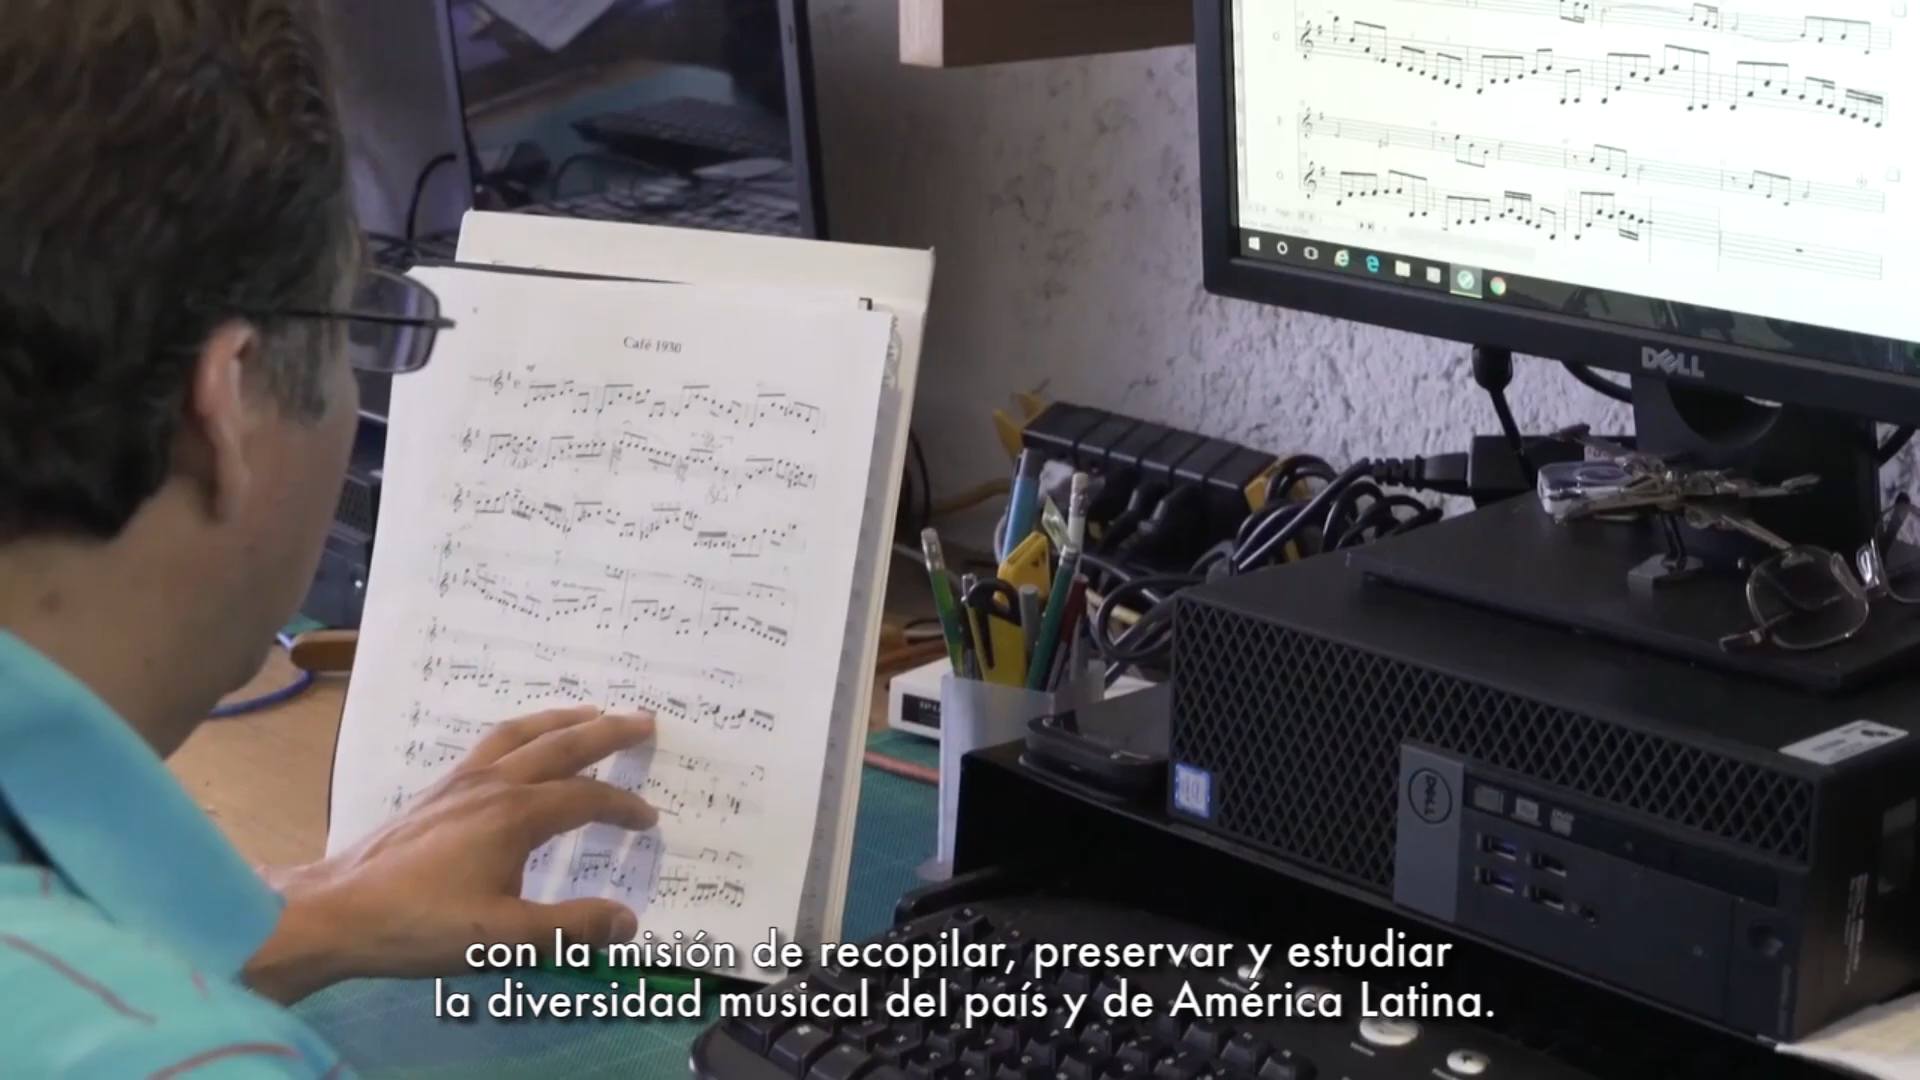 Café 1930
DELL
DELL
con la misión de recopilar, preservar y estudiar
la diversidad musical del país y de América Latina.